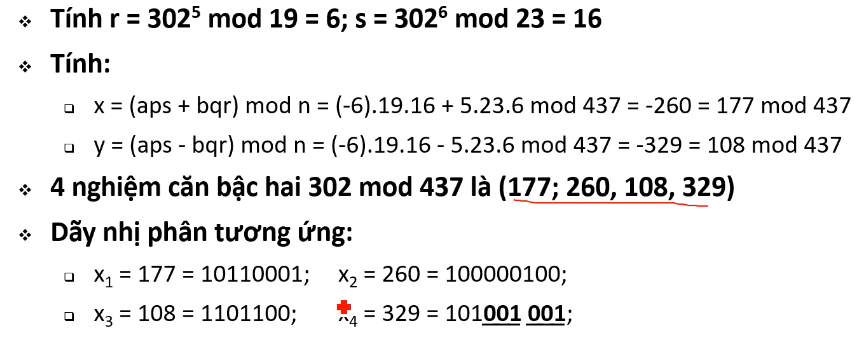 ❖ Tính r = 302⁵ mod 19 = 6; s = 302⁶ mod 23 = 16
❖ Tính:
❑ x = (aps + bqr) mod n = (-6).19.16 + 5.23.6 mod 437 = -260 = 177 mod 437
❑ y = (aps - bqr) mod n = (-6).19.16 - 5.23.6 mod 437 = -329 = 108 mod 437
❖ 4 nghiệm căn bậc hai 302 mod 437 là (177; 260, 108, 329)
❖ Dãy nhị phân tương ứng:
❑ x₁ = 177 = 10110001; x₂ = 260 = 100000100;
❑ x₃ = 108 = 1101100; ₄ = 329 = 101001 001;